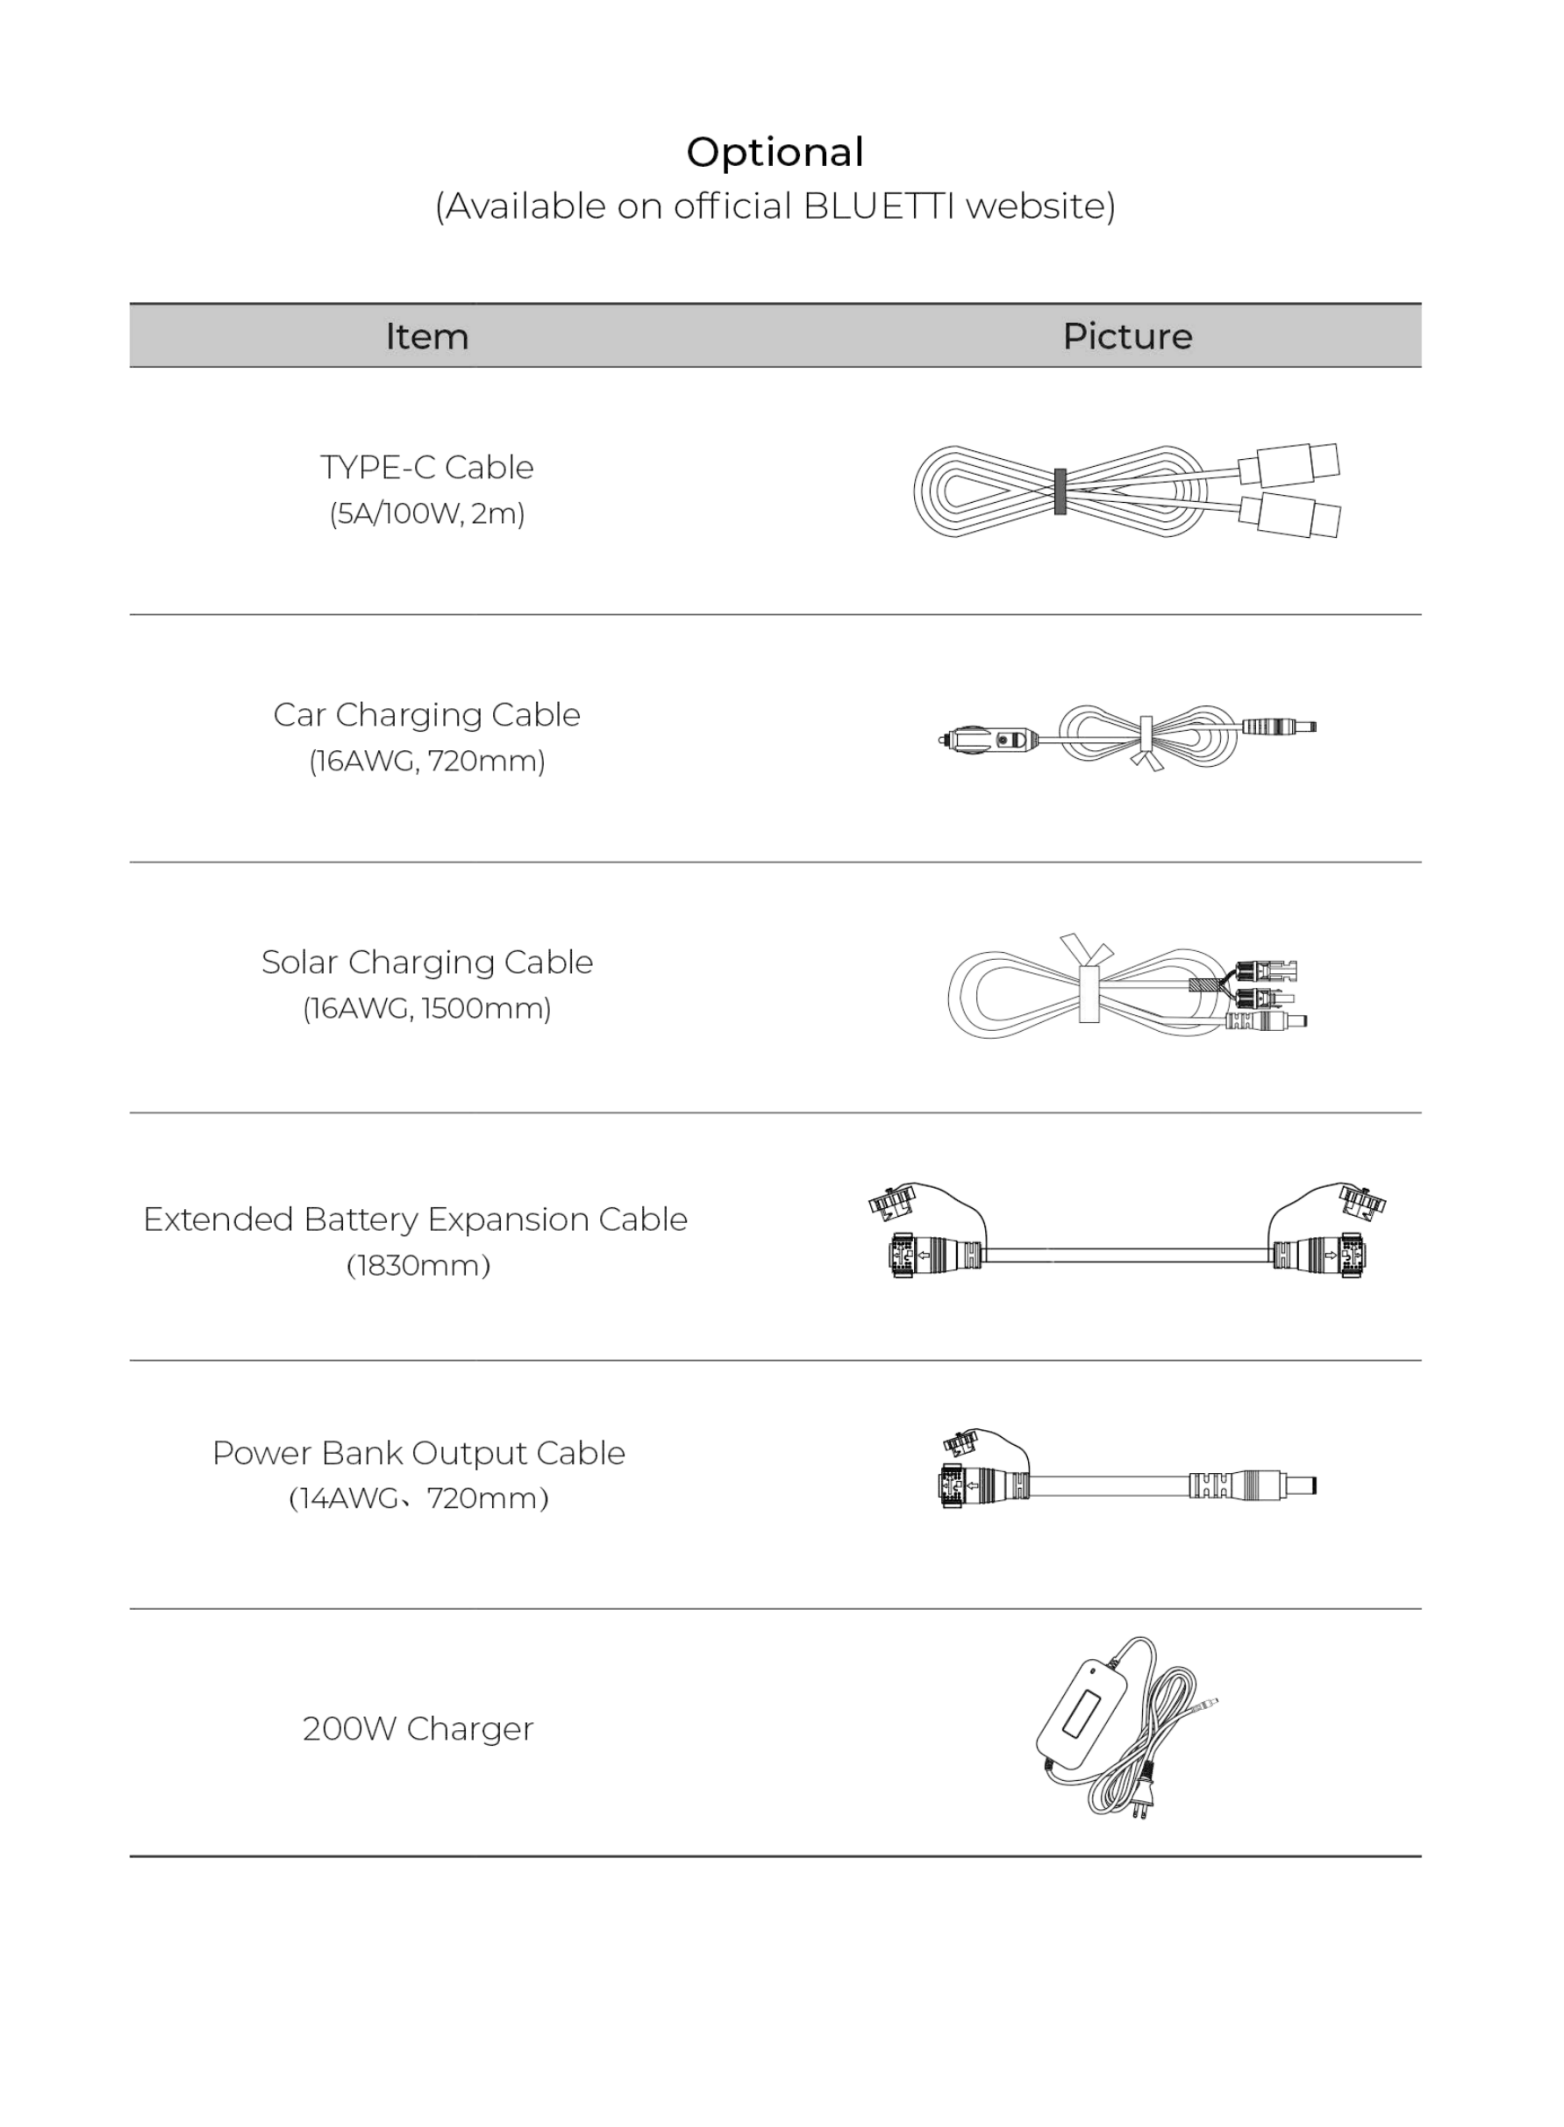 Optional
(Available on official BLUETTI website)
Item Picture
TYPE-C Cable
(5A/100W, 2m)
Car Charging Cable
(16AWG, 720mm)
Solar Charging Cable
(16AWG, 1500mm)
Extended Battery Expansion Cable
(1830mm)
Power Bank Output Cable
(14AWG、720mm)
200W Charger